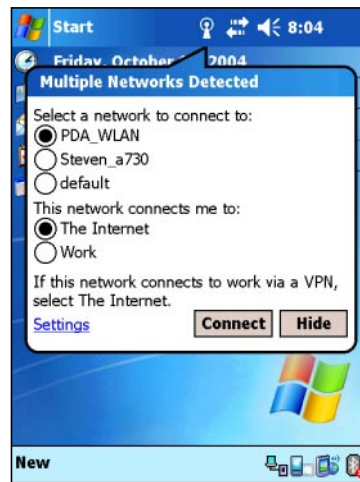 Start 8:04
Friday, October 2004
Multiple Networks Detected
Select a network to connect to:
PDA_WLAN
Steven_a730
default
This network connects me to:
The Internet
Work
If this network connects to work via a VPN,
select The Internet.
Settings Connect Hide
New